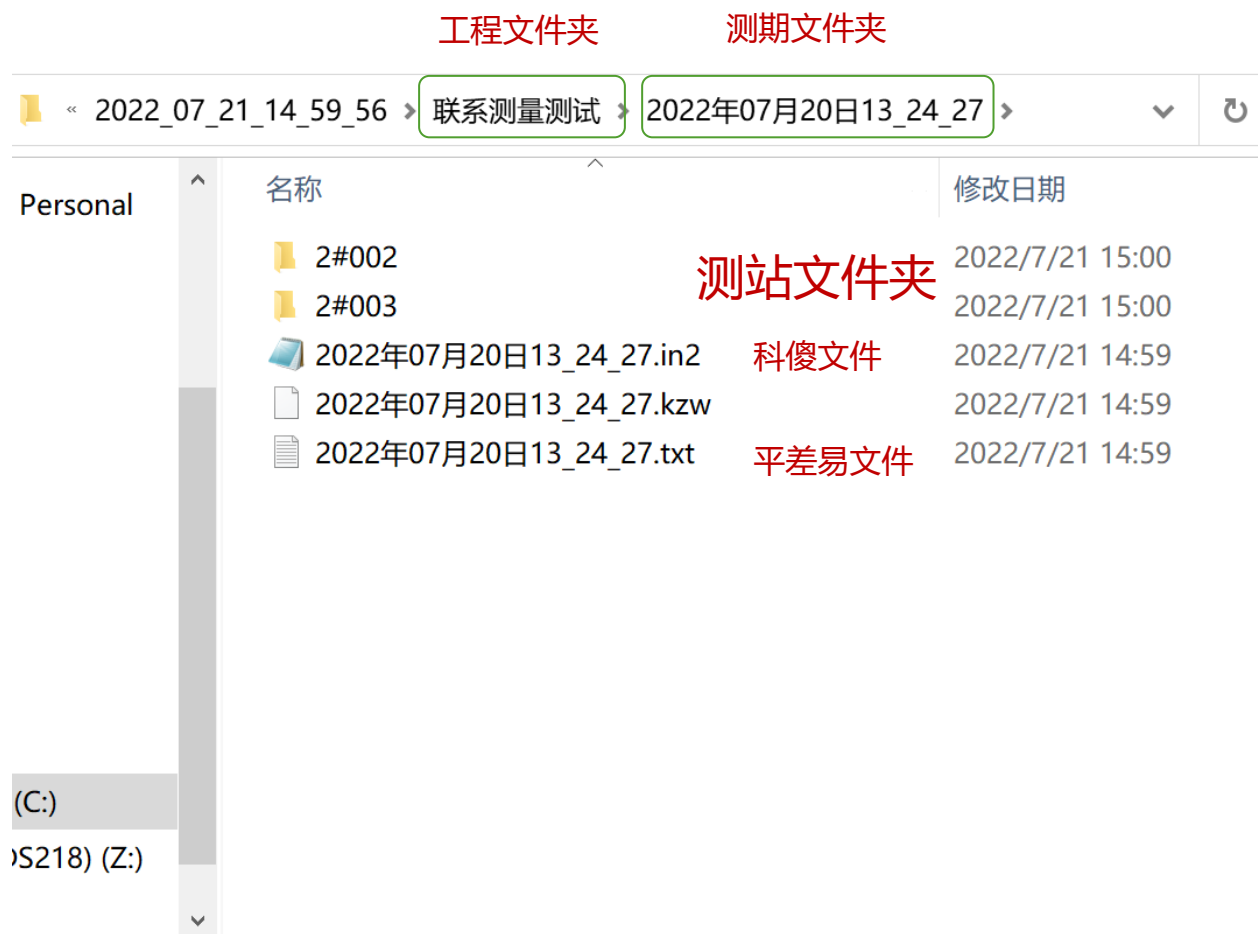 工程文件夹 测期文件夹
« 2022_07_21_14_59_56 联系测量测试 2022年07月20日13_24_27
名称 修改日期
Personal
2#002 测站文件夹 2022/7/21 15:00
2#003 2022/7/21 15:00
2022年07月20日13_24_27.in2 科傻文件 2022/7/21 14:59
2022年07月20日13_24_27.kzw 2022/7/21 14:59
2022年07月20日13_24_27.txt 平差易文件 2022/7/21 14:59
(C:)
S218) (Z:)